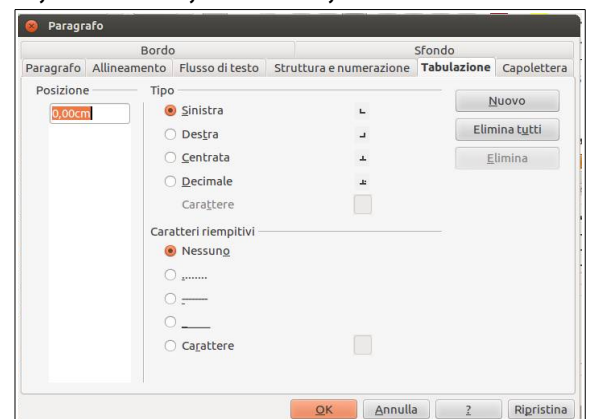 Paragrafo
Bordo Sfondo
Paragrafo Allineamento Flusso di testo Struttura e numerazione Tabulazione Capolettera
Posizione Tipo
0,00cm Sinistra Nuovo
Destra Elimina tutti
Centrata Elimina
Decimale
Carattere
Caratteri riempitivi
Nessuno
........
-------
_____
Carattere
OK Annulla ? Ripristina